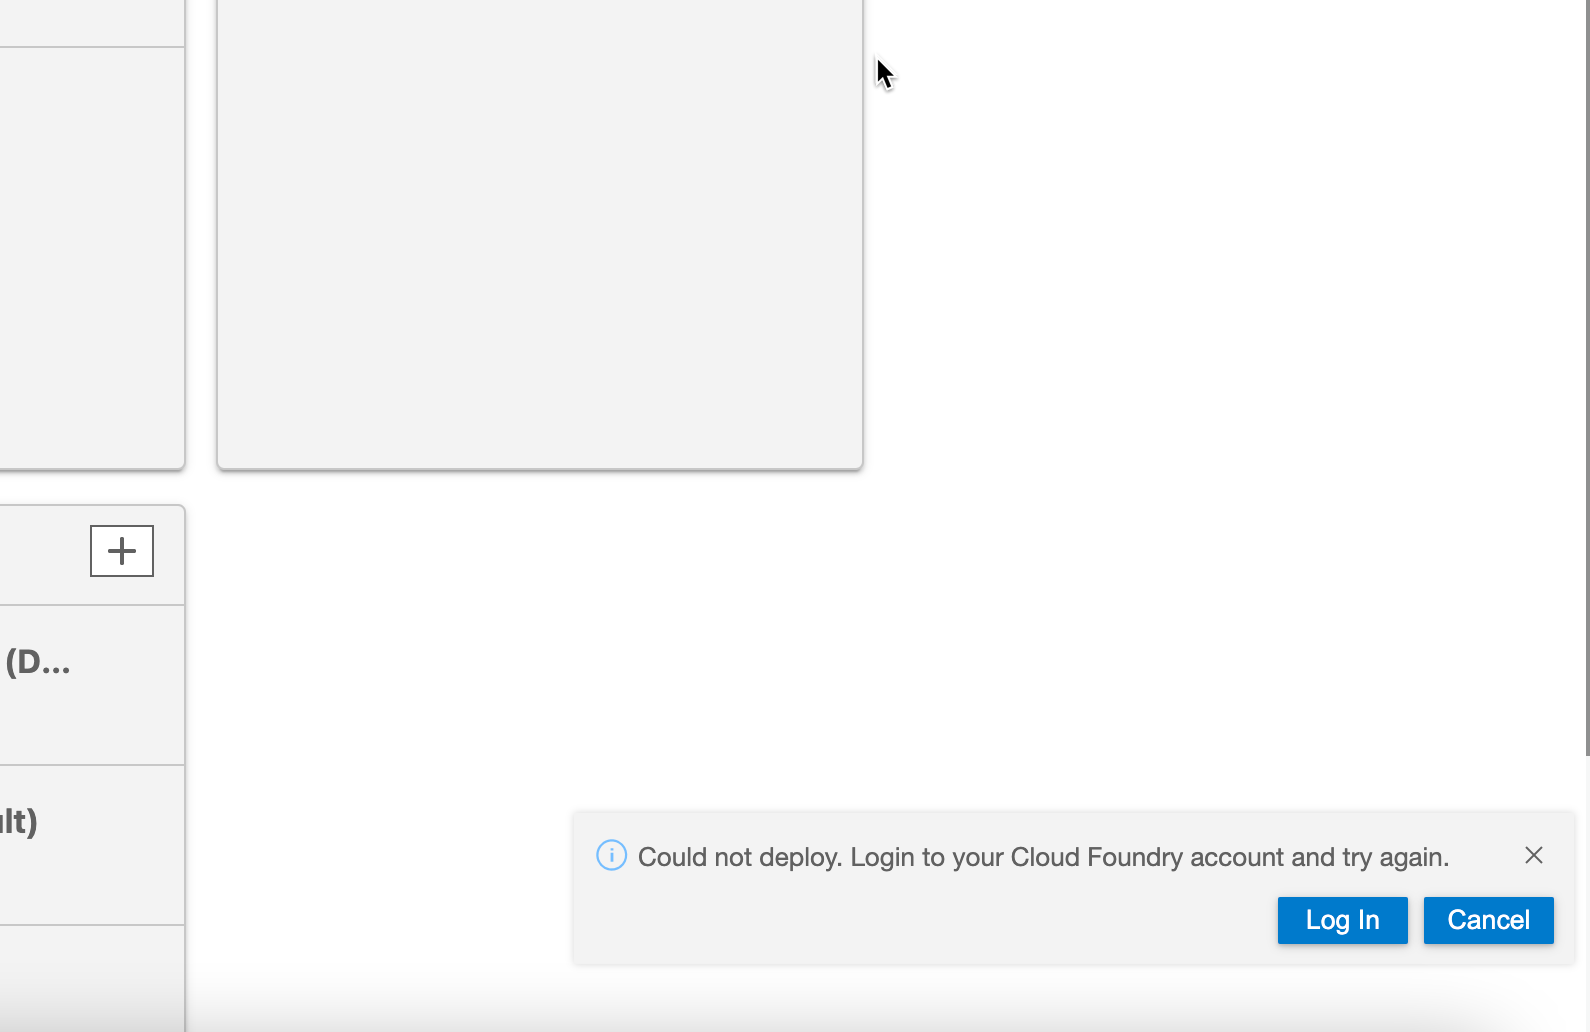 (D...
lt)
Could not deploy. Login to your Cloud Foundry account and try again.
Log In
Cancel